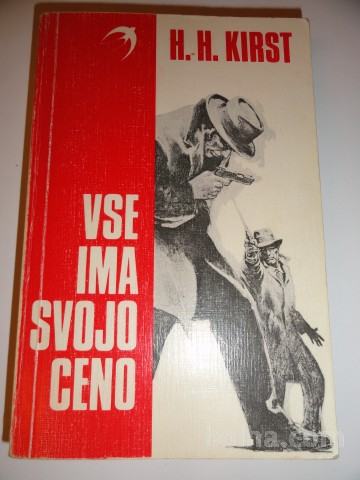 H. H. KIRST
VSE
IMA
SVOJO
CENO